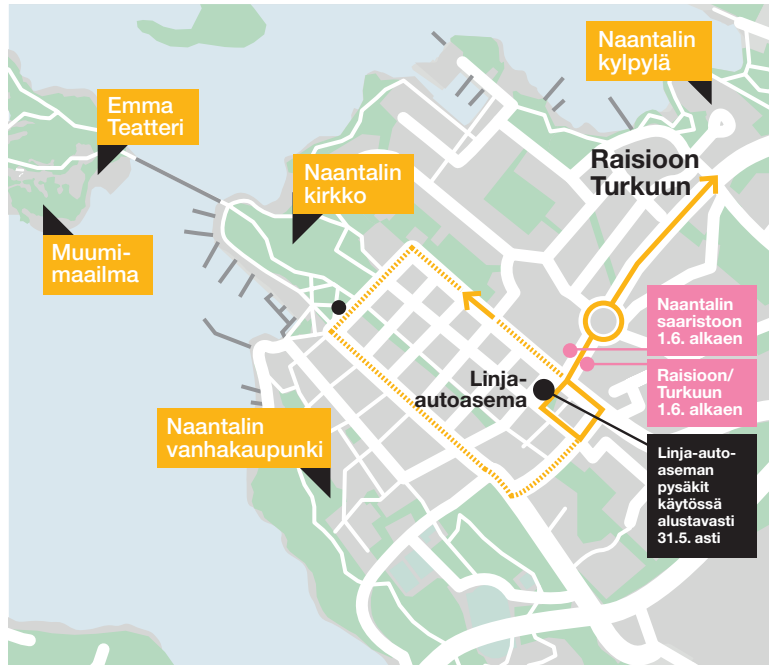 Naantalin
kylpylä
Emma
Teatteri
Raisioon
Turkuun
Naantalin
kirkko
Muumi-
maailma
Naantalin
saaristoon
1.6. alkaen
Raisioon/
Turkuun
1.6. alkaen
Linja-
autoasema
Naantalin
vanhakaupunki
Linja-auto-
aseman
pysäkit
käytössä
alustavasti
31.5. asti